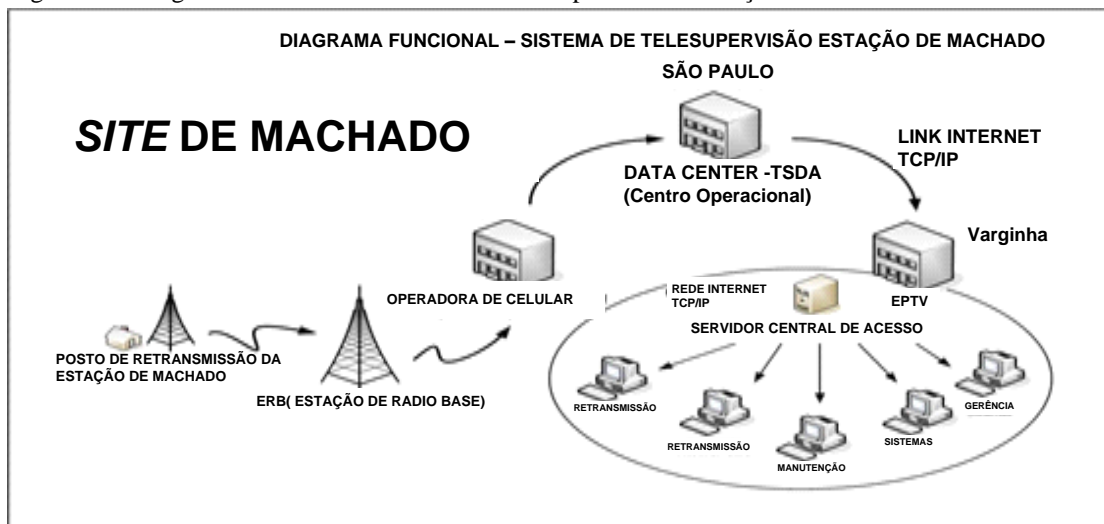 DIAGRAMA FUNCIONAL – SISTEMA DE TELESUPERVISÃO ESTAÇÃO DE MACHADO
SÃO PAULO
SITE DE MACHADO
LINK INTERNET
TCP/IP
DATA CENTER -TSDA
(Centro Operacional)
Varginha
OPERADORA DE CELULAR
REDE INTERNET
TCP/IP
EPTV
SERVIDOR CENTRAL DE ACESSO
POSTO DE RETRANSMISSÃO DA
ESTAÇÃO DE MACHADO
ERB( ESTAÇÃO DE RADIO BASE)
RETRANSMISSÃO
RETRANSMISSÃO
MANUTENÇÃO
SISTEMAS
GERÊNCIA